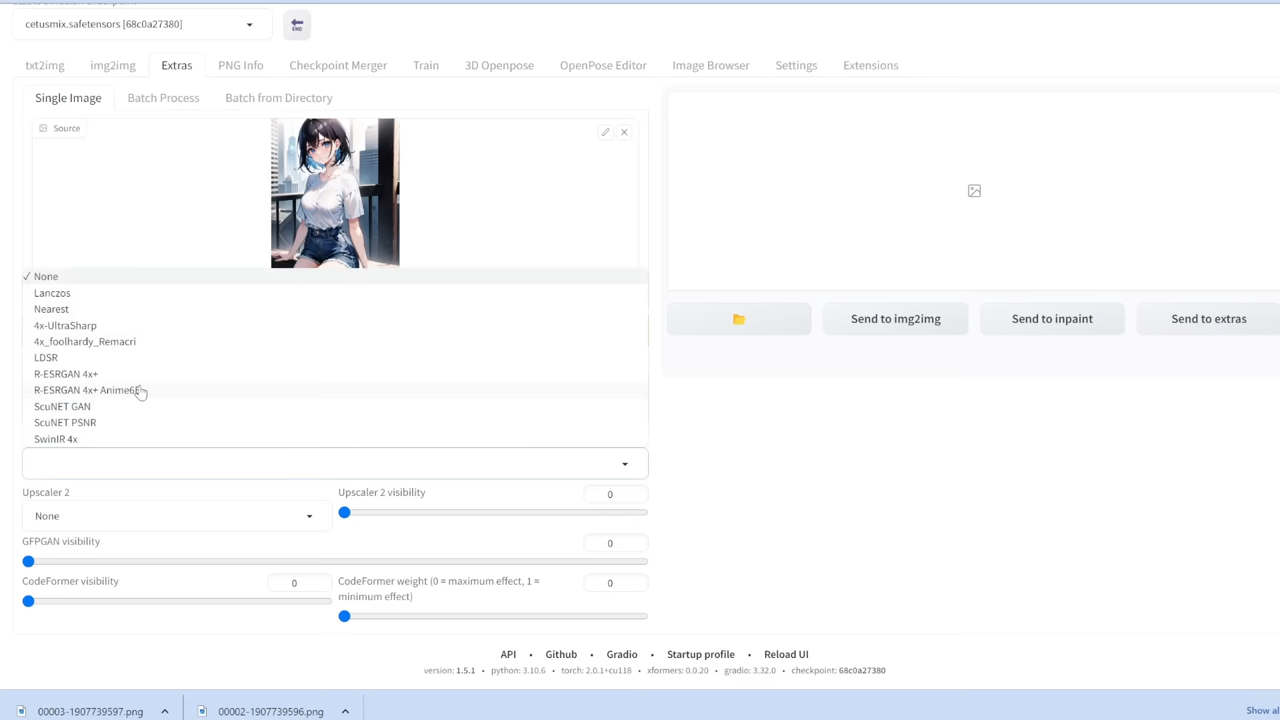 cetusmix.safetensors [68c0a27380]
END
txt2img img2img Extras PNG Info Checkpoint Merger Train 3D Openpose OpenPose Editor Image Browser Settings Extensions
Single Image Batch Process Batch from Directory
Source
None
Lanczos
Nearest
4x-UltraSharp
4x_foolhardy_Remacri
LDSR
R-ESRGAN 4x+
R-ESRGAN 4x+ Anime6B
ScuNET GAN
ScuNET PSNR
SwinIR 4x
Send to img2img Send to inpaint Send to extras
Upscaler 2 Upscaler 2 visibility 0
None
GFPGAN visibility 0
CodeFormer visibility 0 CodeFormer weight (0 = maximum effect, 1 = 0
minimum effect)
API • Github • Gradio • Startup profile • Reload UI
version: 1.5.1 • python: 3.10.6 • torch: 2.0.1+cu118 • xformers: 0.0.20 • gradio: 3.32.0 • checkpoint: 68c0a27380
00003-1907739597.png 00002-1907739596.png Show al